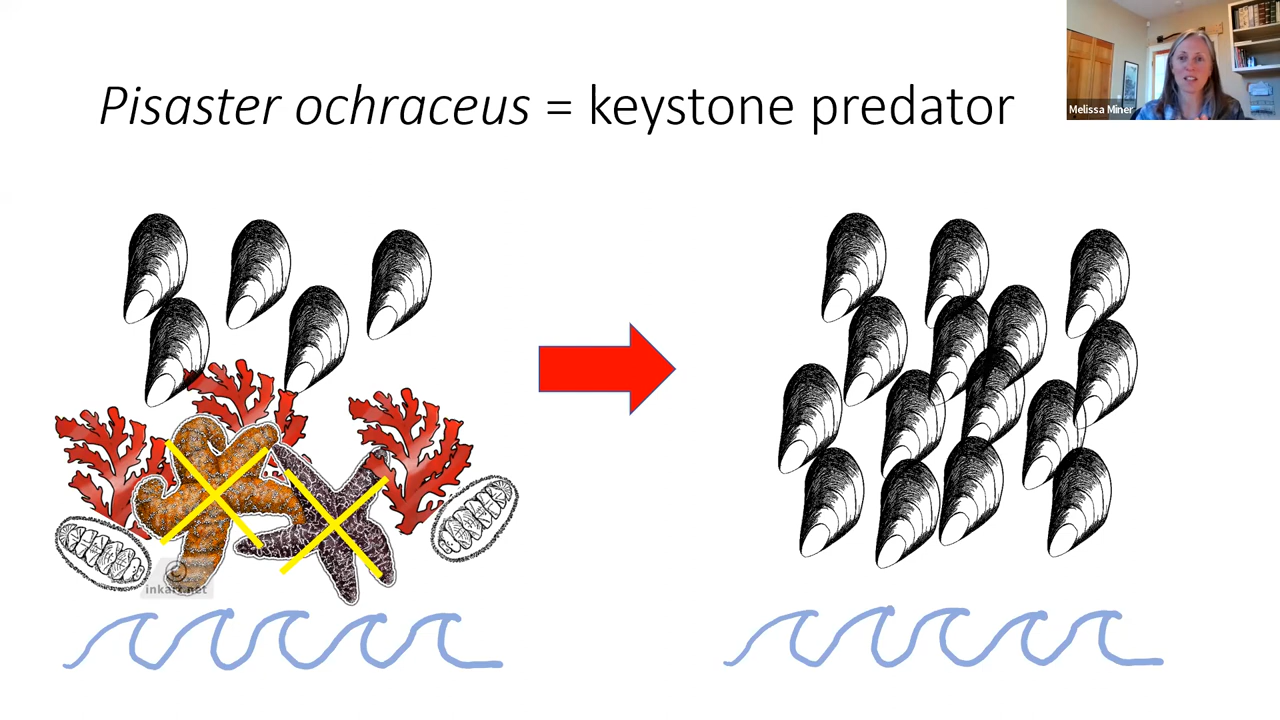 Pisaster ochraceus = keystone predator
Melissa Miner
©
inkart.net